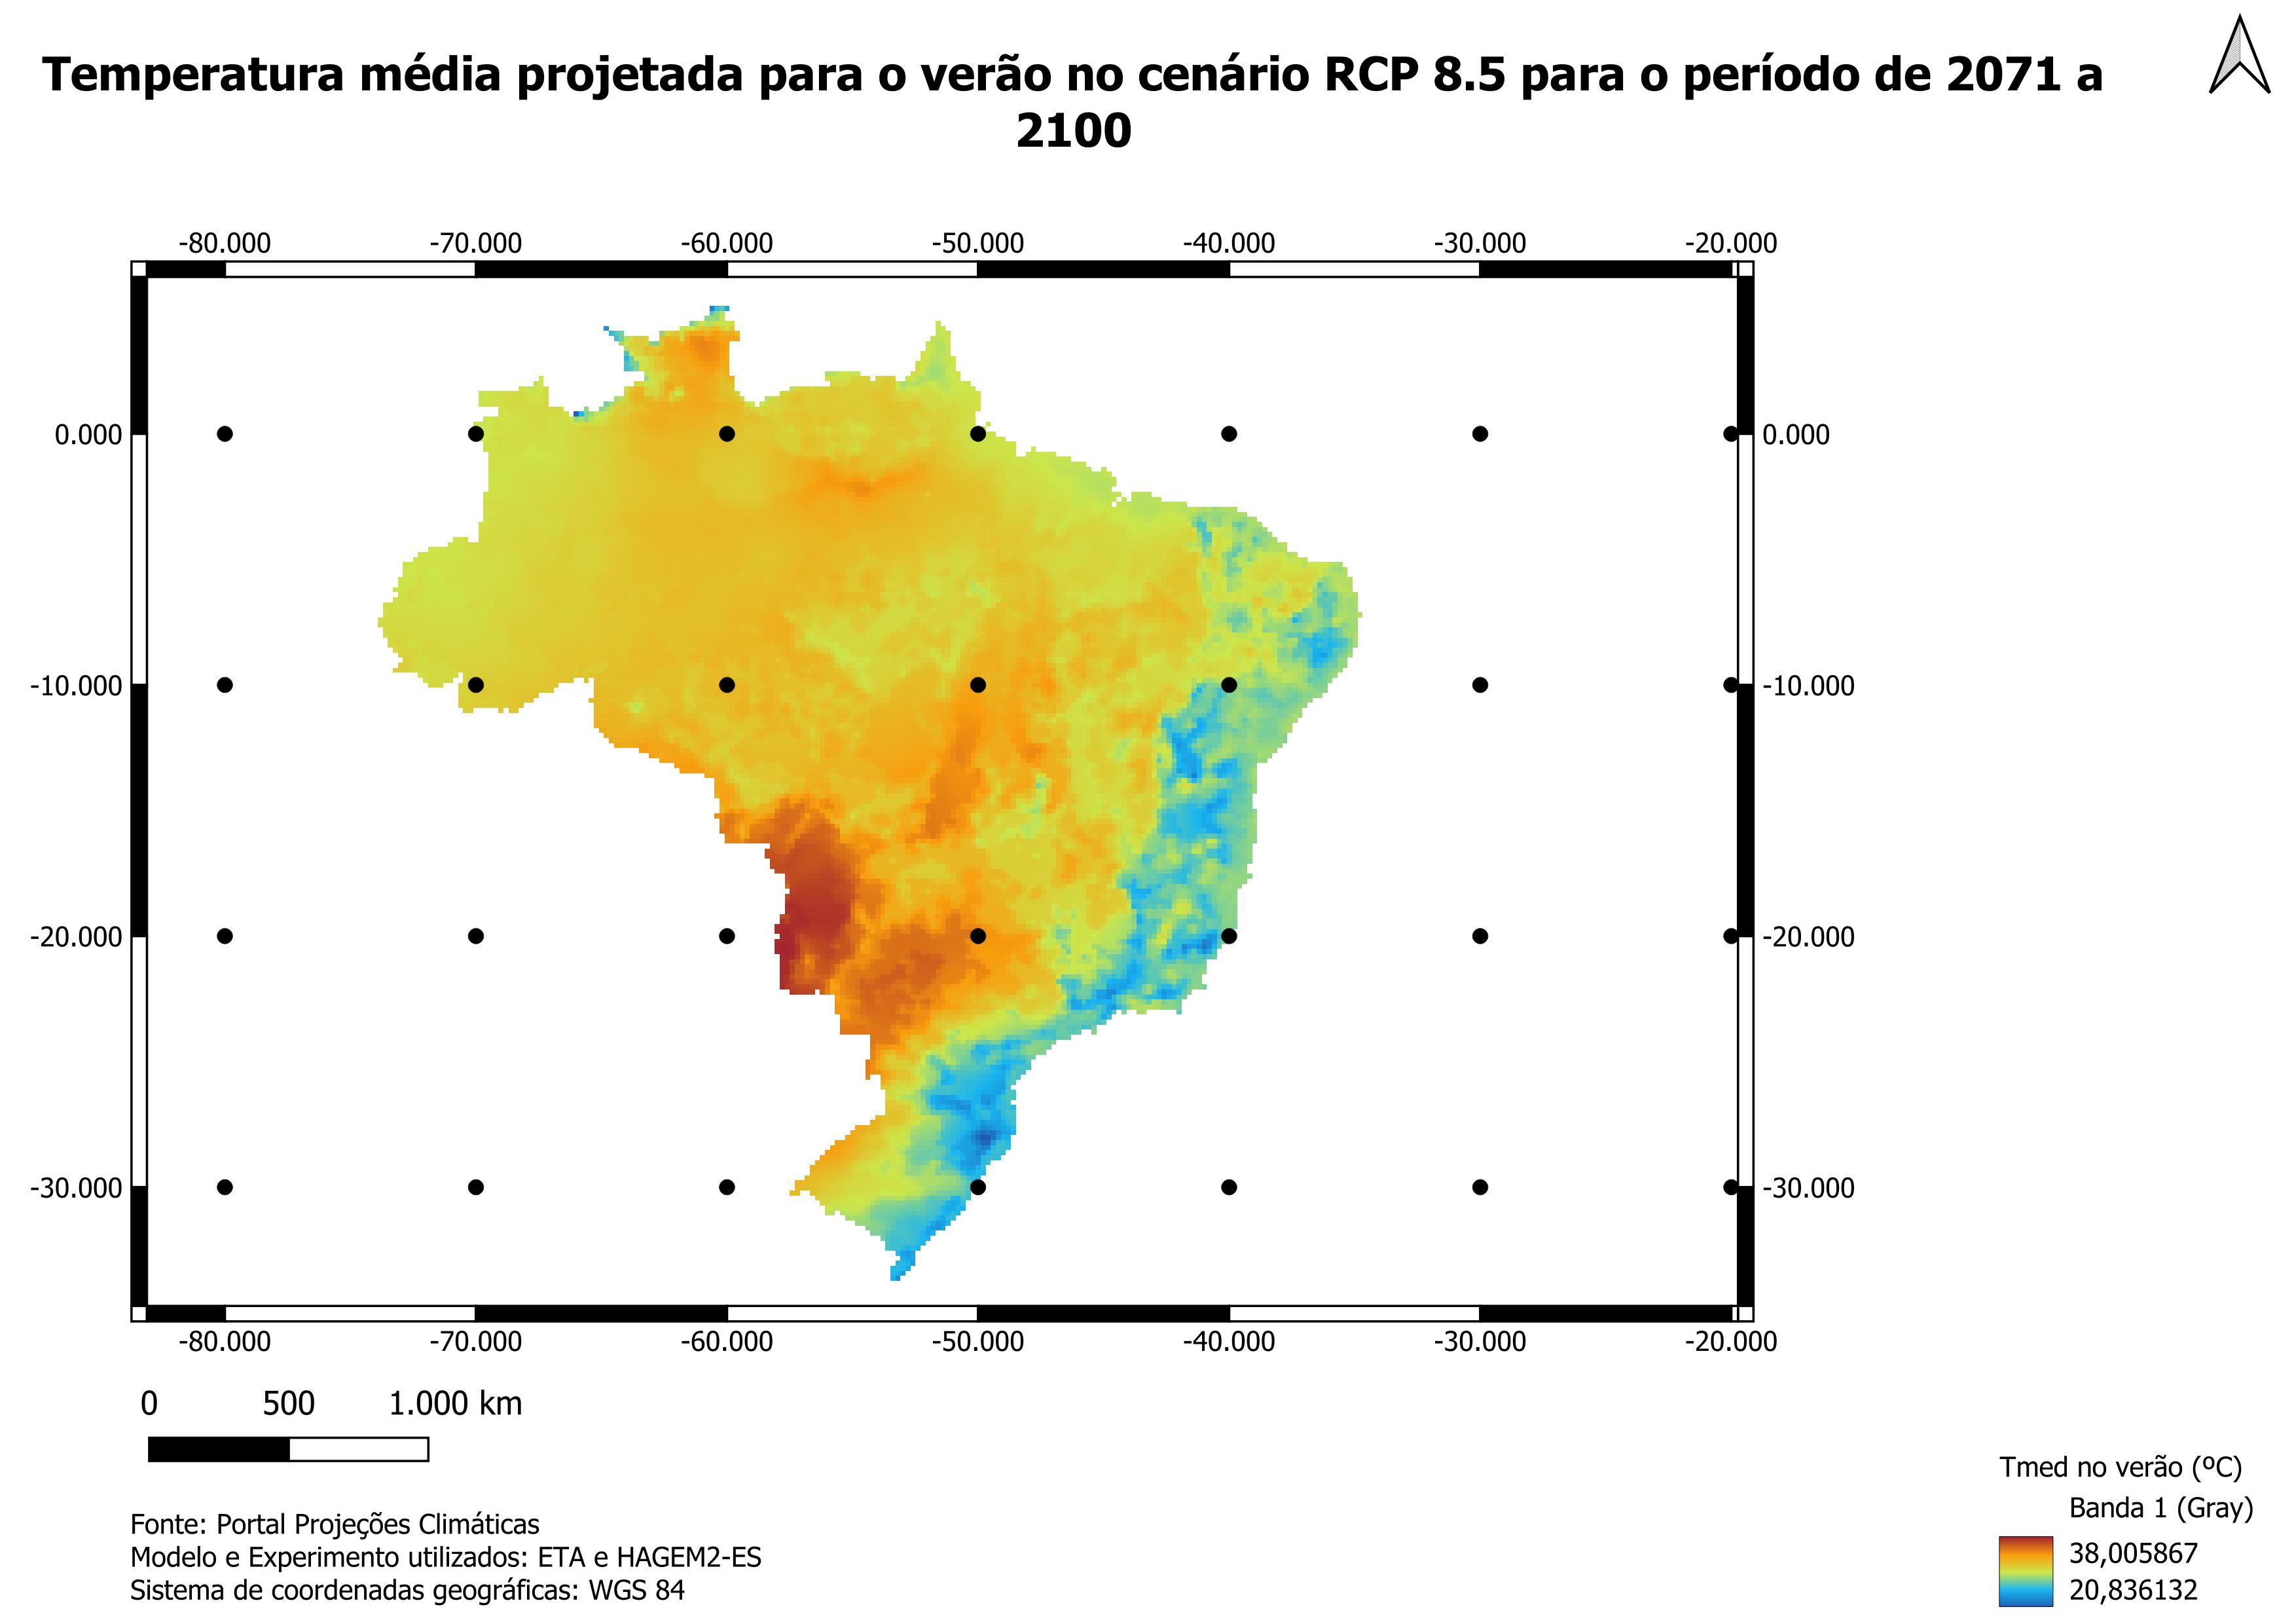 Temperatura média projetada para o verão no cenário RCP 8.5 para o período de 2071 a
2100
-80.000 -70.000 -60.000 -50.000 -40.000 -30.000 -20.000
0.000 0.000
-10.000 -10.000
-20.000 -20.000
-30.000 -30.000
-80.000 -70.000 -60.000 -50.000 -40.000 -30.000 -20.000
0 500 1.000 km
Tmed no verão (ºC)
Banda 1 (Gray)
38,005867
20,836132
Fonte: Portal Projeções Climáticas
Modelo e Experimento utilizados: ETA e HAGEM2-ES
Sistema de coordenadas geográficas: WGS 84